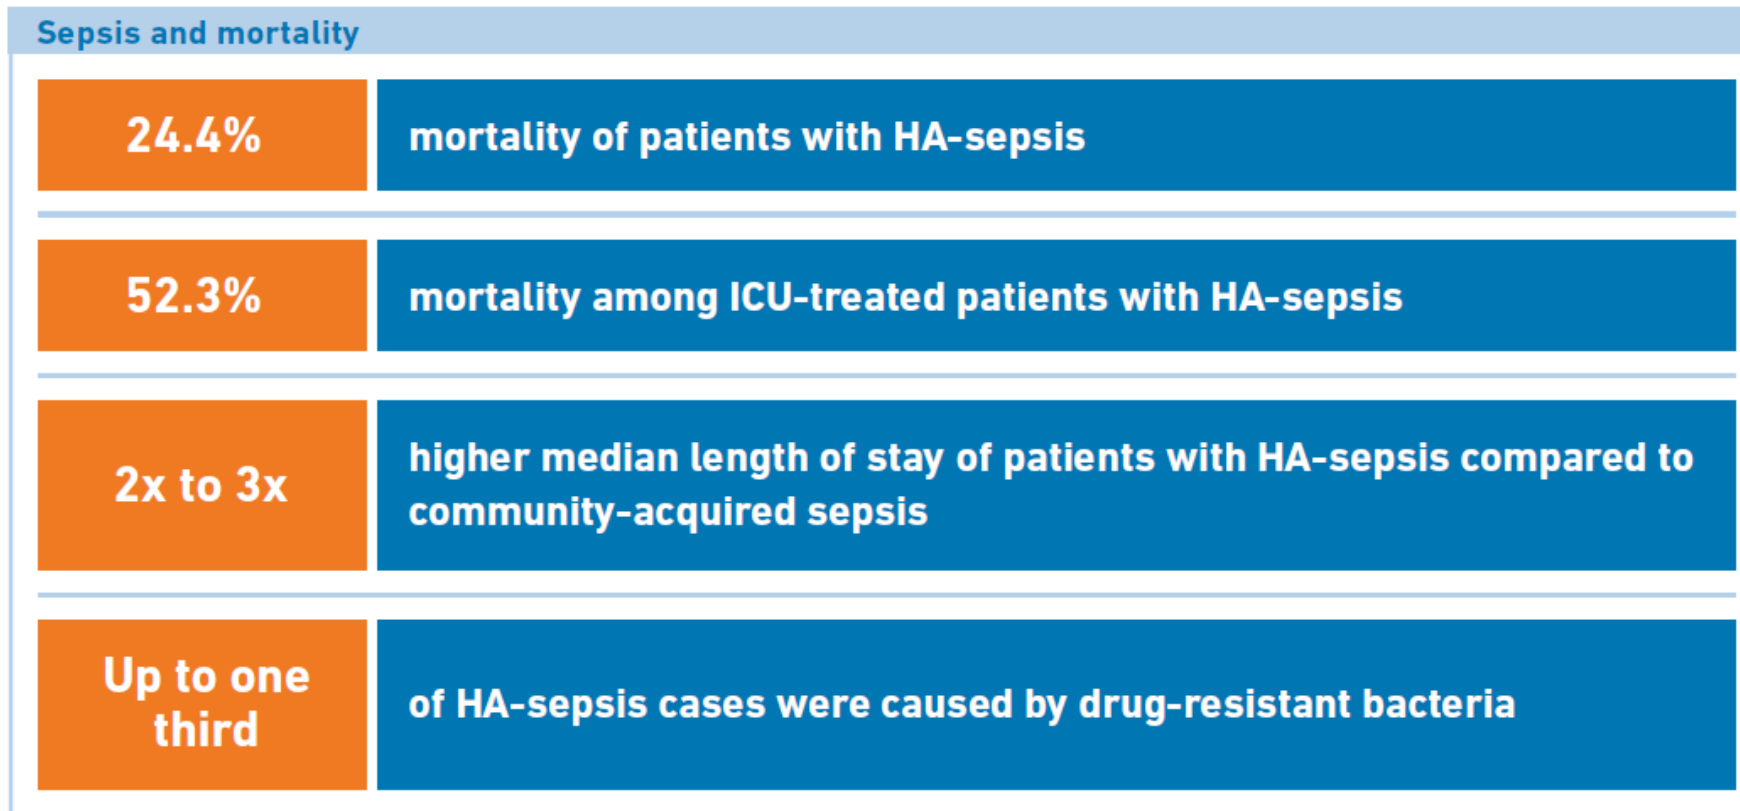 Sepsis and mortality
24.4%
mortality of patients with HA-sepsis
52.3%
mortality among ICU-treated patients with HA-sepsis
2x to 3x
higher median length of stay of patients with HA-sepsis compared to
community-acquired sepsis
Up to one
third
of HA-sepsis cases were caused by drug-resistant bacteria